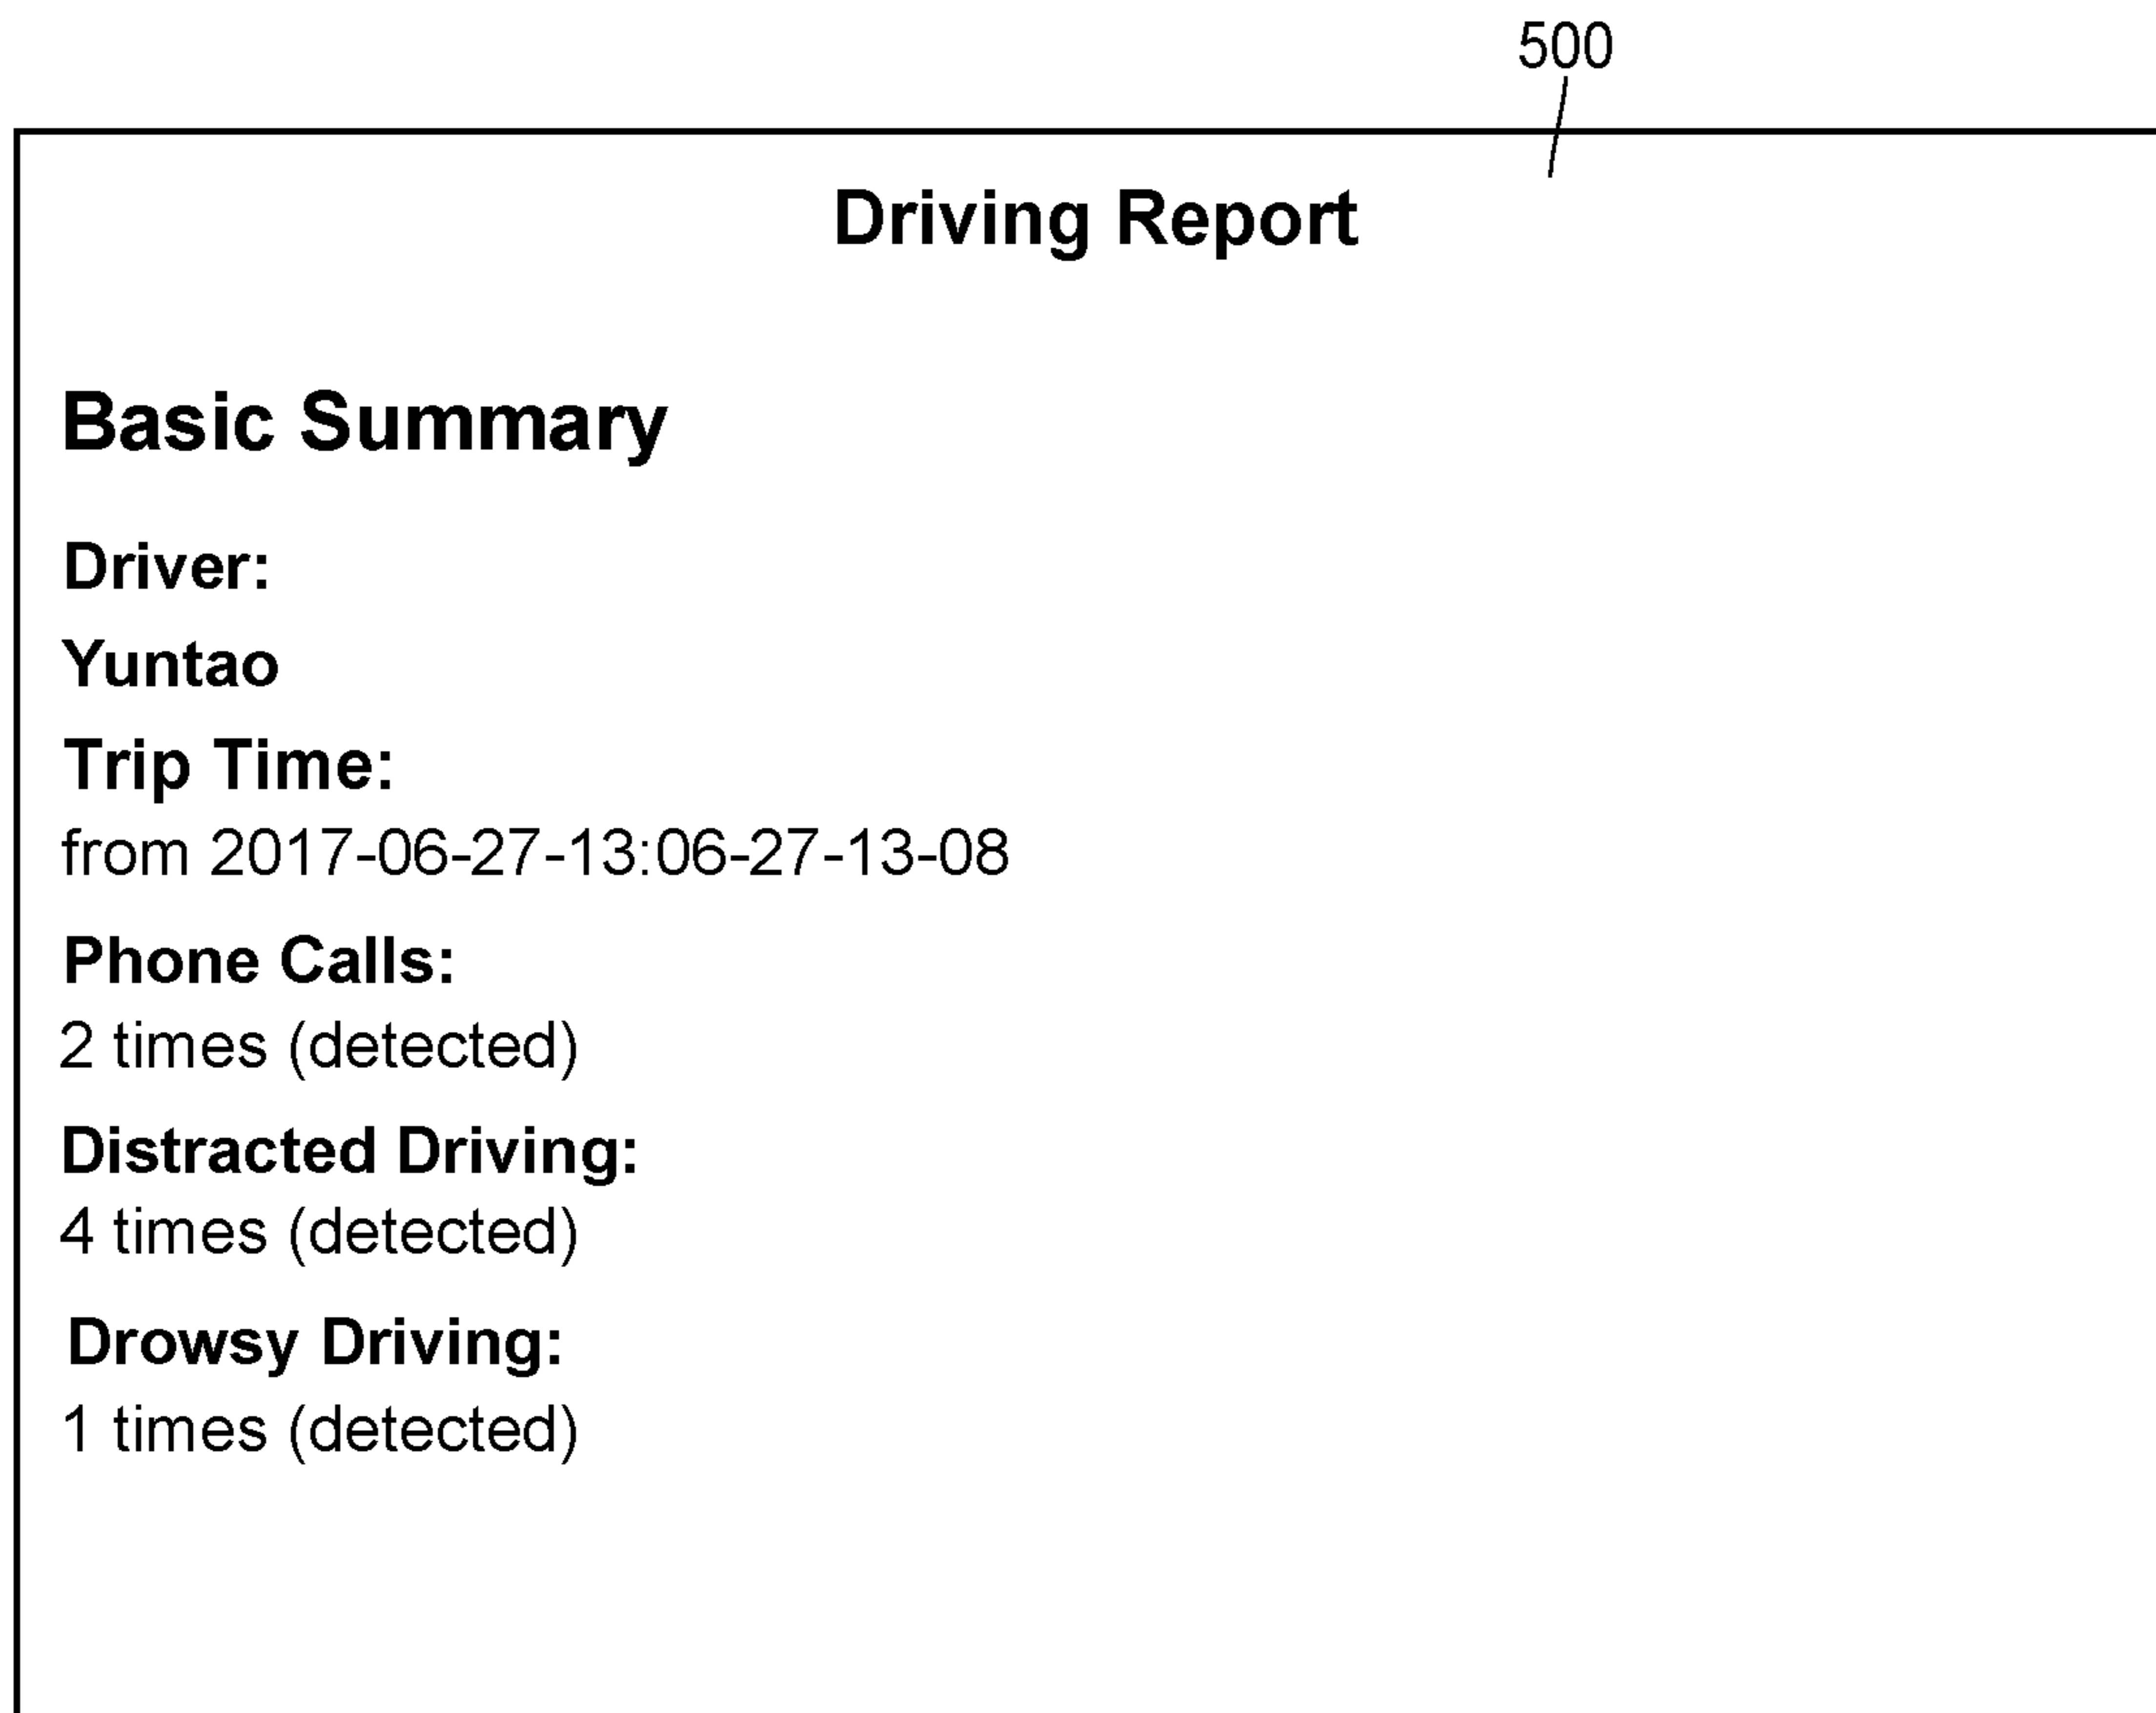 500
Driving Report
Basic Summary
Driver:
Yuntao
Trip Time:
from 2017-06-27-13:06-27-13-08
Phone Calls:
2 times (detected)
Distracted Driving:
4 times (detected)
Drowsy Driving:
1 times (detected)